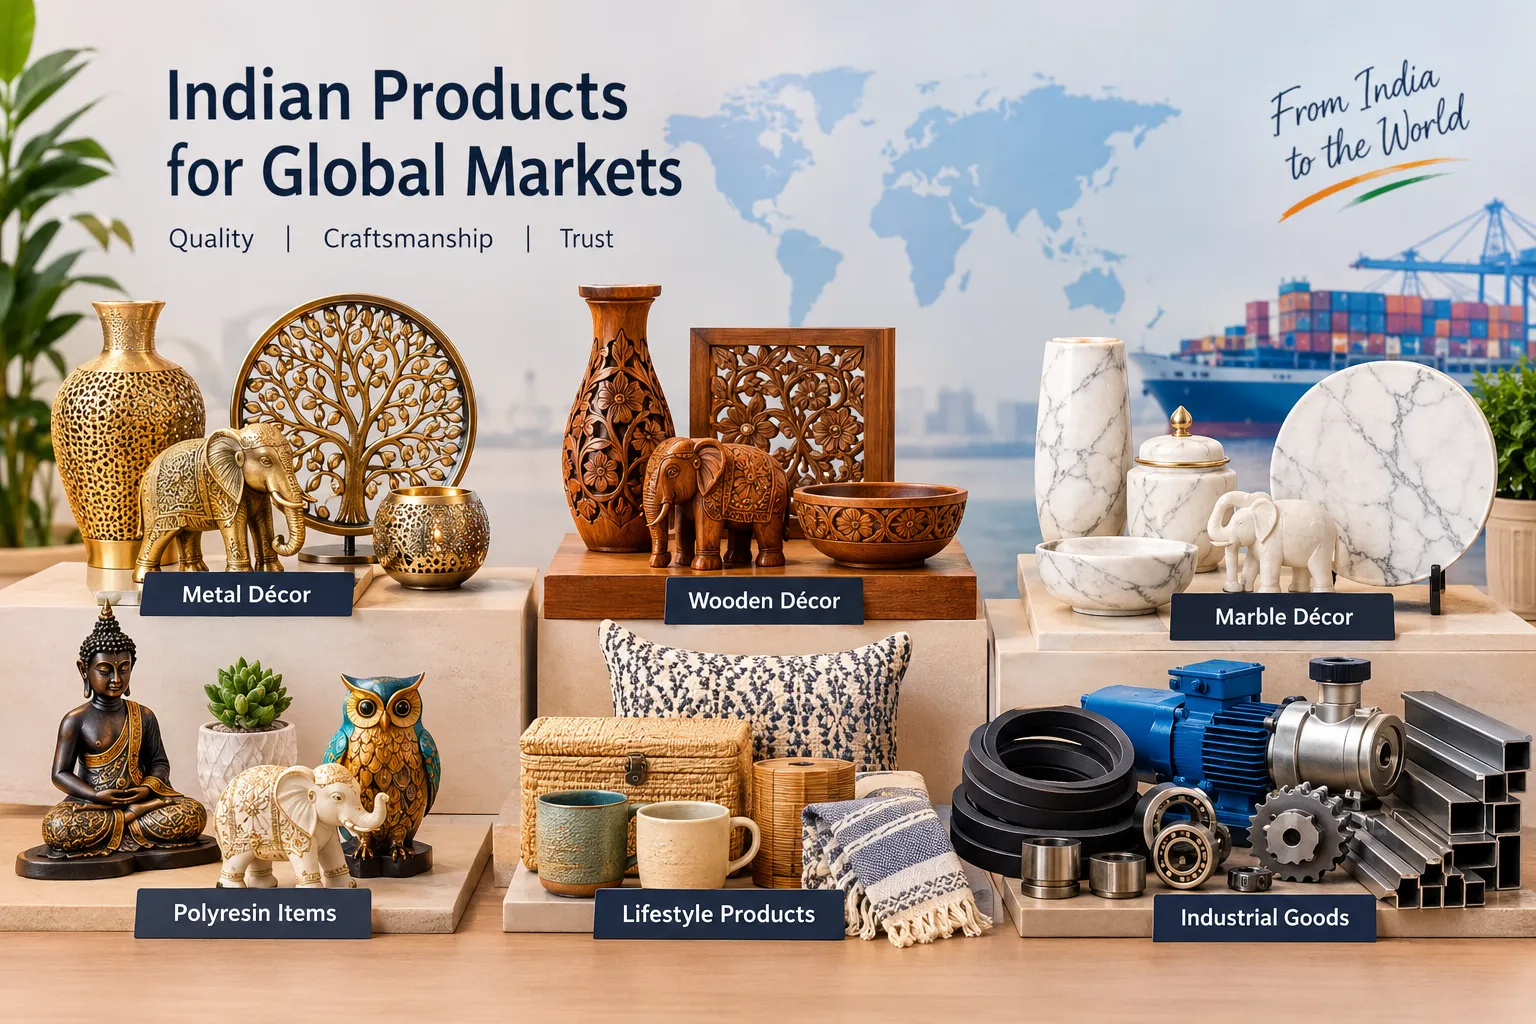 Indian Products
for Global Markets
Quality | Craftsmanship | Trust
From India
to the World
Metal Décor
Wooden Décor
Marble Décor
Polyresin Items
Lifestyle Products
Industrial Goods